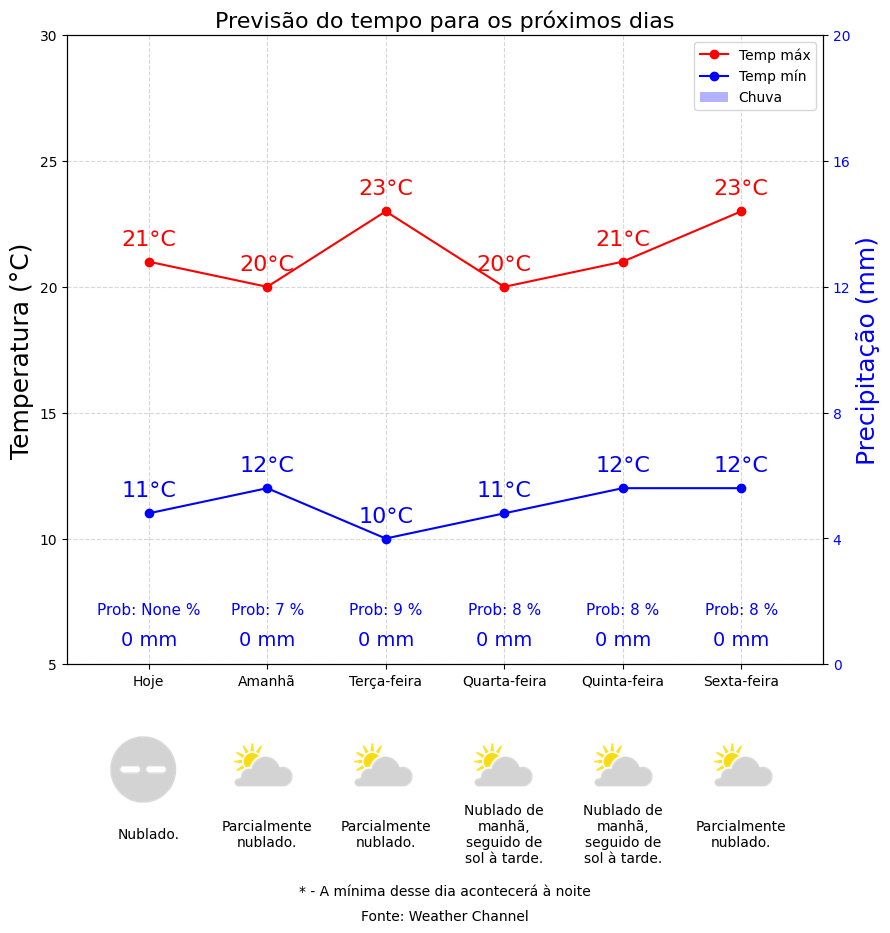 Previsão do tempo para os próximos dias
Temp máx
Temp mín
Chuva
Temperatura (°C)
30
25
20
15
10
5
Precipitação (mm)
20
16
12
8
4
0
21°C
20°C
23°C
20°C
21°C
23°C
11°C
12°C
10°C
11°C
12°C
12°C
Prob: None %
Prob: 7 %
Prob: 9 %
Prob: 8 %
Prob: 8 %
Prob: 8 %
0 mm
0 mm
0 mm
0 mm
0 mm
0 mm
Hoje
Amanhã
Terça-feira
Quarta-feira
Quinta-feira
Sexta-feira
Nublado.
Parcialmente
nublado.
Parcialmente
nublado.
Nublado de
manhã,
seguido de
sol à tarde.
Nublado de
manhã,
seguido de
sol à tarde.
Parcialmente
nublado.
* - A mínima desse dia acontecerá à noite
Fonte: Weather Channel